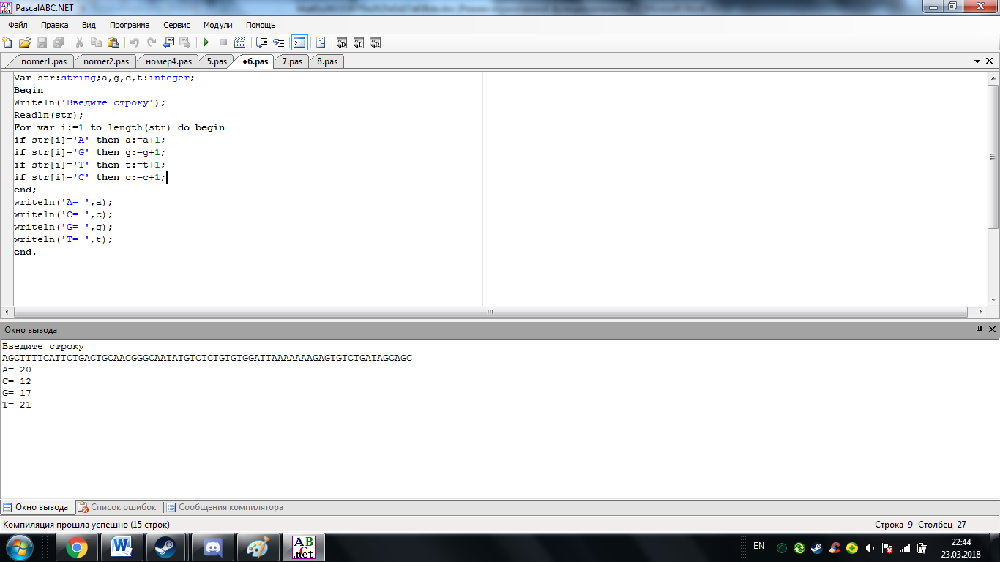 PascalABC.NET
Файл Правка Вид Программа Сервис Модули Помощь
nomer1.pas nomer2.pas номер4.pas 5.pas •6.pas 7.pas 8.pas
Var str:string;a,g,c,t:integer;
Begin
Writeln('Введите строку');
Readln(str);
For var i:=1 to length(str) do begin
if str[i]='A' then a:=a+1;
if str[i]='G' then g:=g+1;
if str[i]='T' then t:=t+1;
if str[i]='C' then c:=c+1;
end;
writeln('A= ',a);
writeln('C= ',c);
writeln('G= ',g);
writeln('T= ',t);
end.
Окно вывода
Введите строку
AGCTTTTCATTCTGACTGCAACGGGCAATATGTCTCTGTGTGGATTAAAAAAAGAGTGTCTGATAGCAGC
A= 20
C= 12
G= 17
T= 21
Окно вывода Список ошибок Сообщения компилятора
Компиляция прошла успешно (15 строк) Строка 9 Столбец 27
EN 22:44
23.03.2018